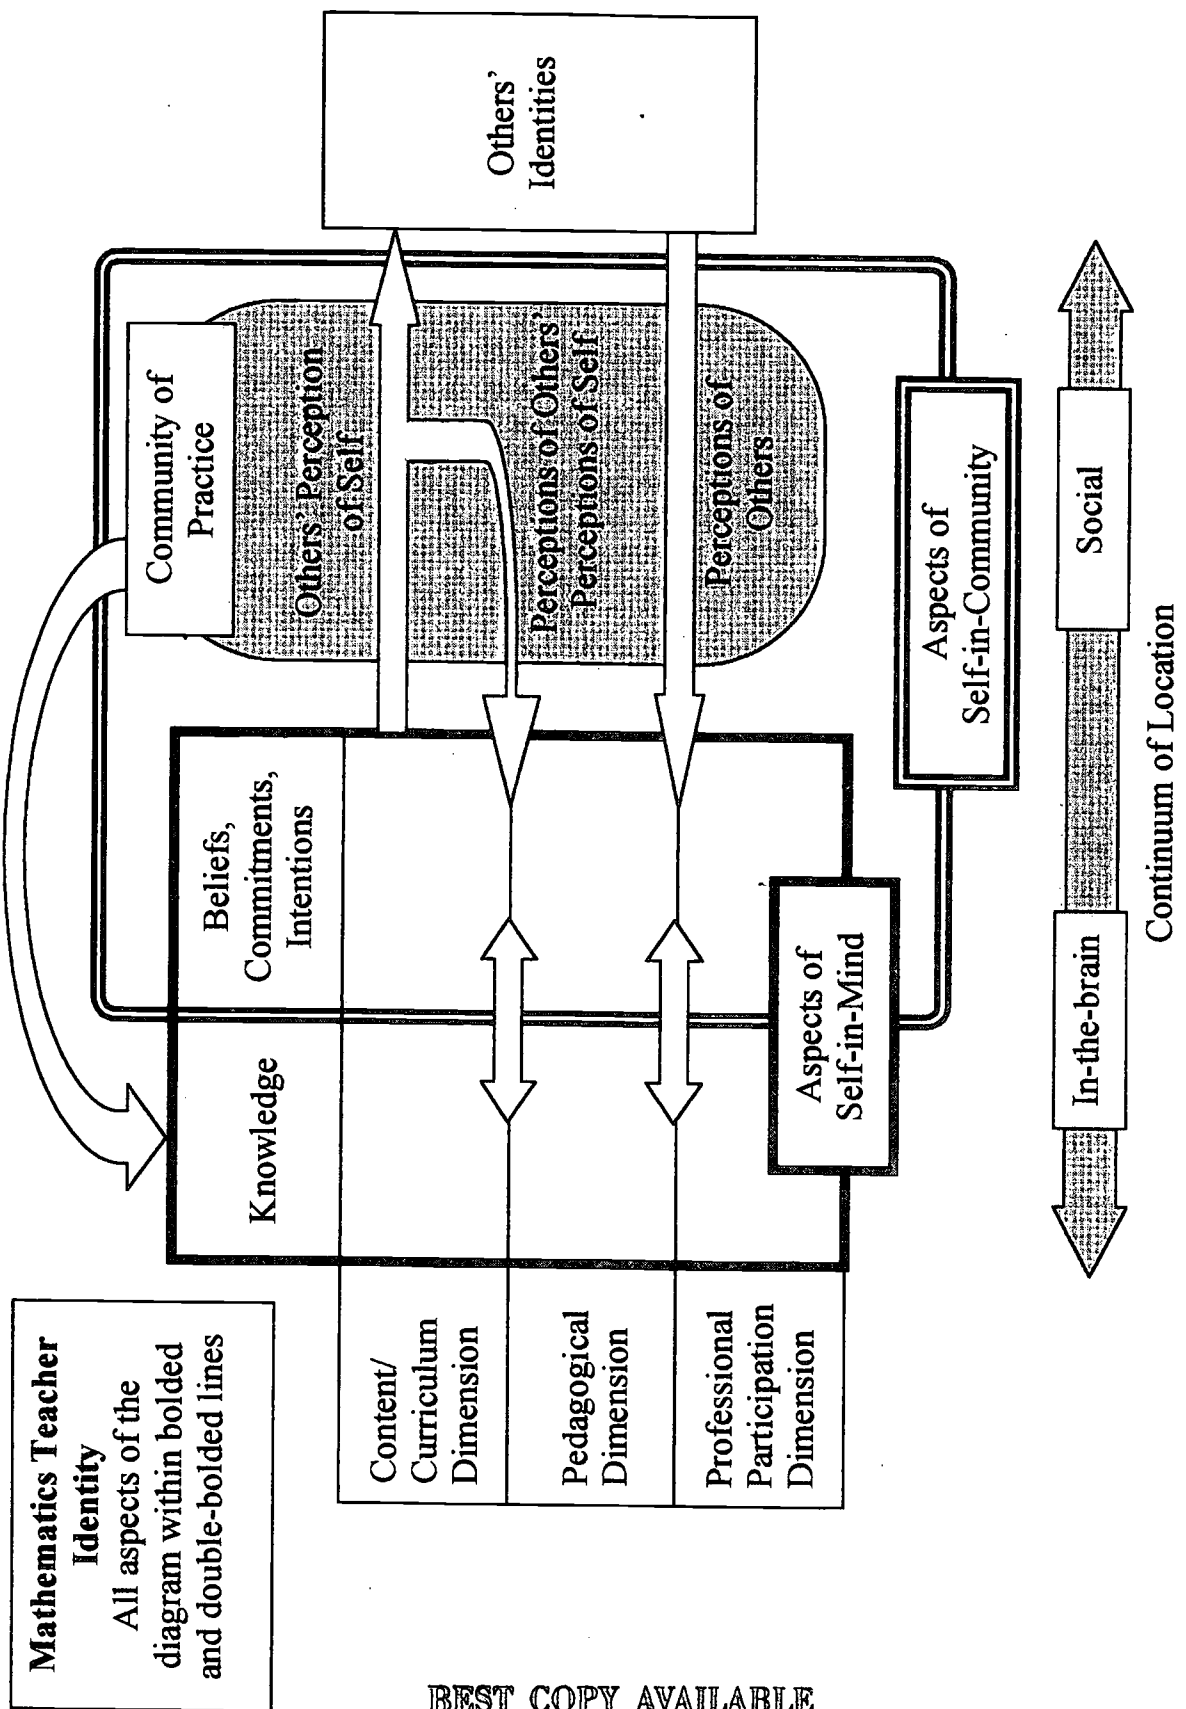 Mathematics Teacher
Identity
All aspects of the
diagram within bolded
and double-bolded lines
Content/
Curriculum
Dimension
Pedagogical
Dimension
Professional
Participation
Dimension
Knowledge
Beliefs,
Commitments,
Intentions
Aspects of
Self-in-Mind
Community of
Practice
Others' Perception
of Self
Perceptions of Others'
Perceptions of Self
Perceptions of
Others
Others'
Identities
Aspects of
Self-in-Community
In-the-brain
Social
Continuum of Location
BEST COPY AVAILABLE